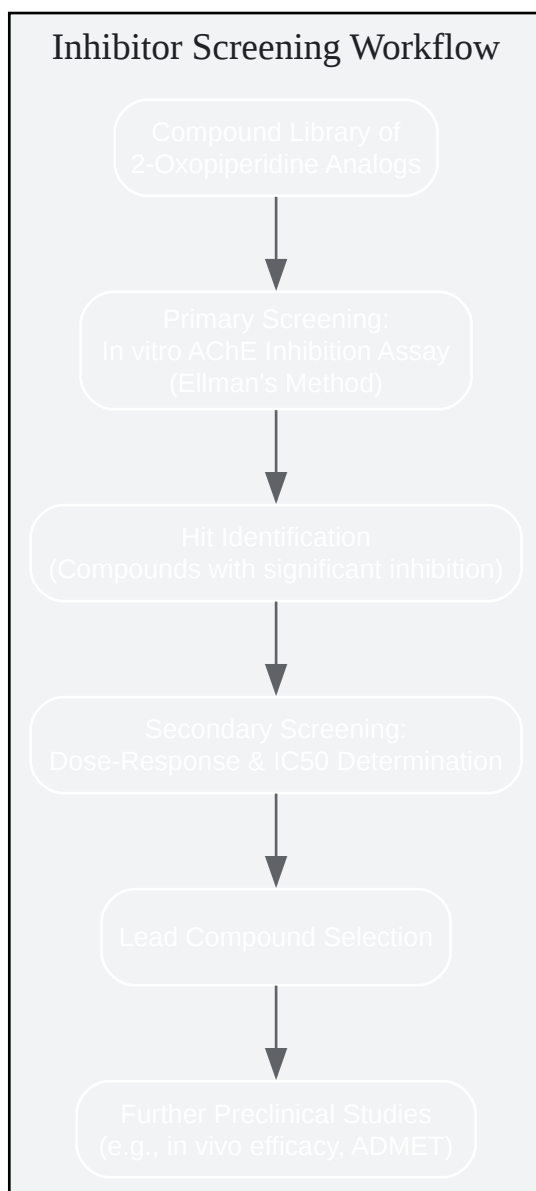 Inhibitor Screening Workflow
Compound Library of
2-Oxopiperidine Analogs
Primary Screening:
In vitro AChE Inhibition Assay
(Ellman's Method)
Hit Identification
(Compounds with significant inhibition)
Secondary Screening:
Dose-Response & IC50 Determination
Lead Compound Selection
Further Preclinical Studies
(e.g., in vivo efficacy, ADMET)